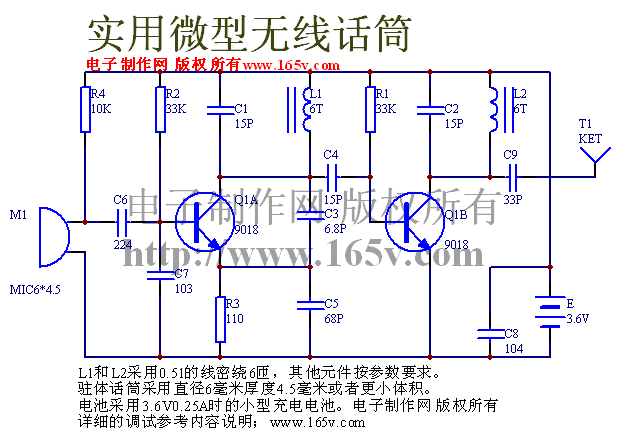 实用微型无线话筒
电子制作网 版权所有www.165v.com
R4
10K
R2
33K
C1
15P
L1
6T
R1
33K
C2
15P
L2
6T
T1
KET
C4
15P
C9
33P
C6
224
Q1A
9018
C3
6.8P
Q1B
9018
M1
MIC6*4.5
C7
103
R3
110
C5
68P
C8
104
E
3.6V
电子制作网 版权所有
http://www.165v.com
L1和L2采用0.51的线密绕6匝，其他元件按参数要求。
驻体话筒采用直径6毫米厚度4.5毫米或者更小体积。
电池采用3.6V0.25A时的小型充电电池。电子制作网 版权所有
详细的调试参考内容说明；www.165v.com